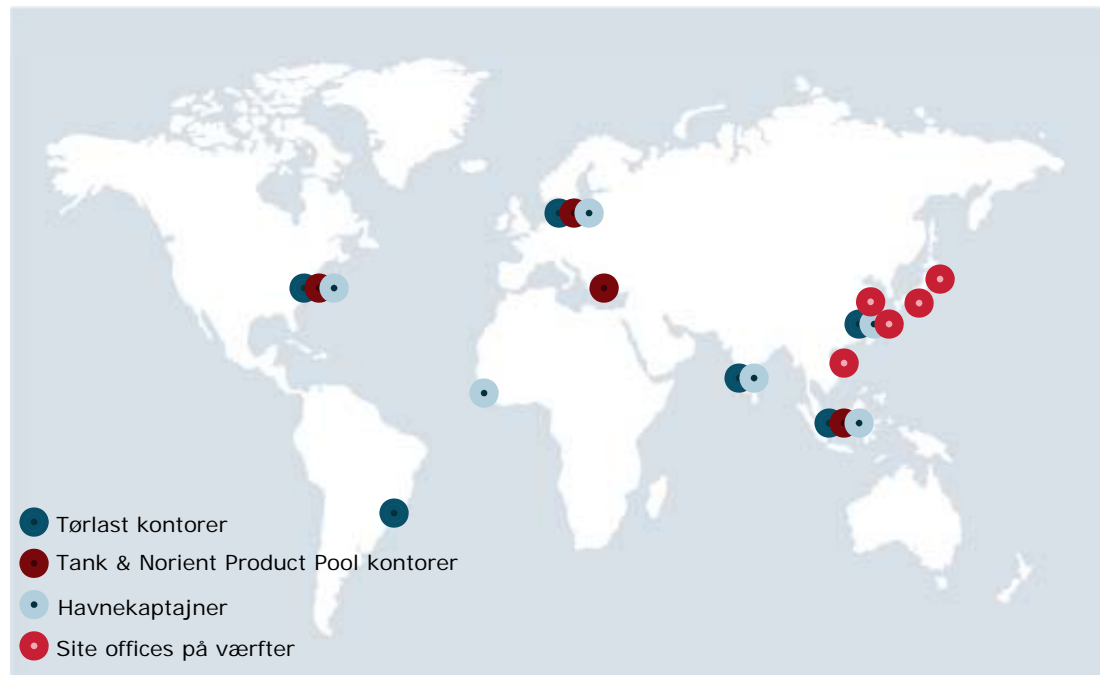 Tørlast kontorer
Tank & Norient Product Pool kontorer
Havnekaptajner
Site offices på værfter